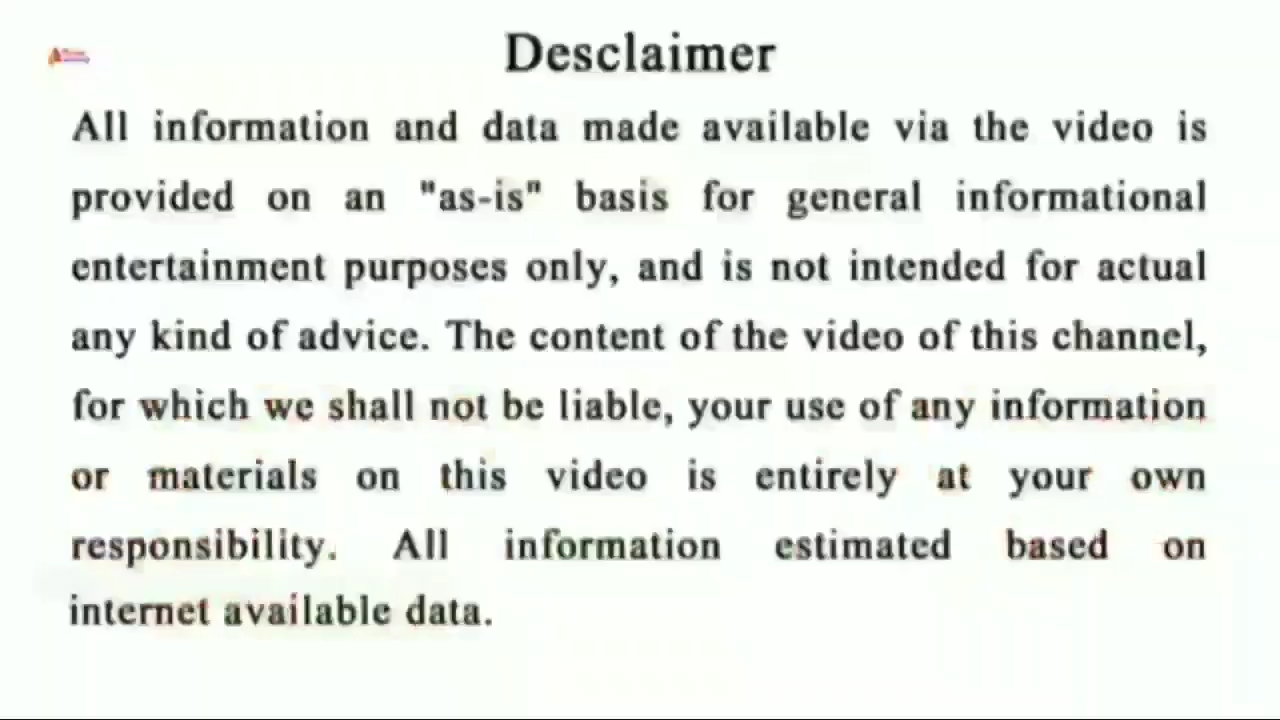 Desclaimer
All information and data made available via the video is
provided on an "as-is" basis for general informational
entertainment purposes only, and is not intended for actual
any kind of advice. The content of the video of this channel,
for which we shall not be liable, your use of any information
or materials on this video is entirely at your own
responsibility. All information estimated based on
internet available data.